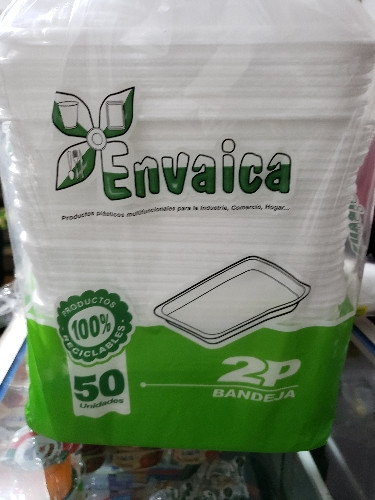 Envaica
Productos plásticos multifuncionales para la Industria, Comercio, Hogar...
PRODUCTOS
100%
RECICLABLES
50
Unidades
2P
BANDEJA